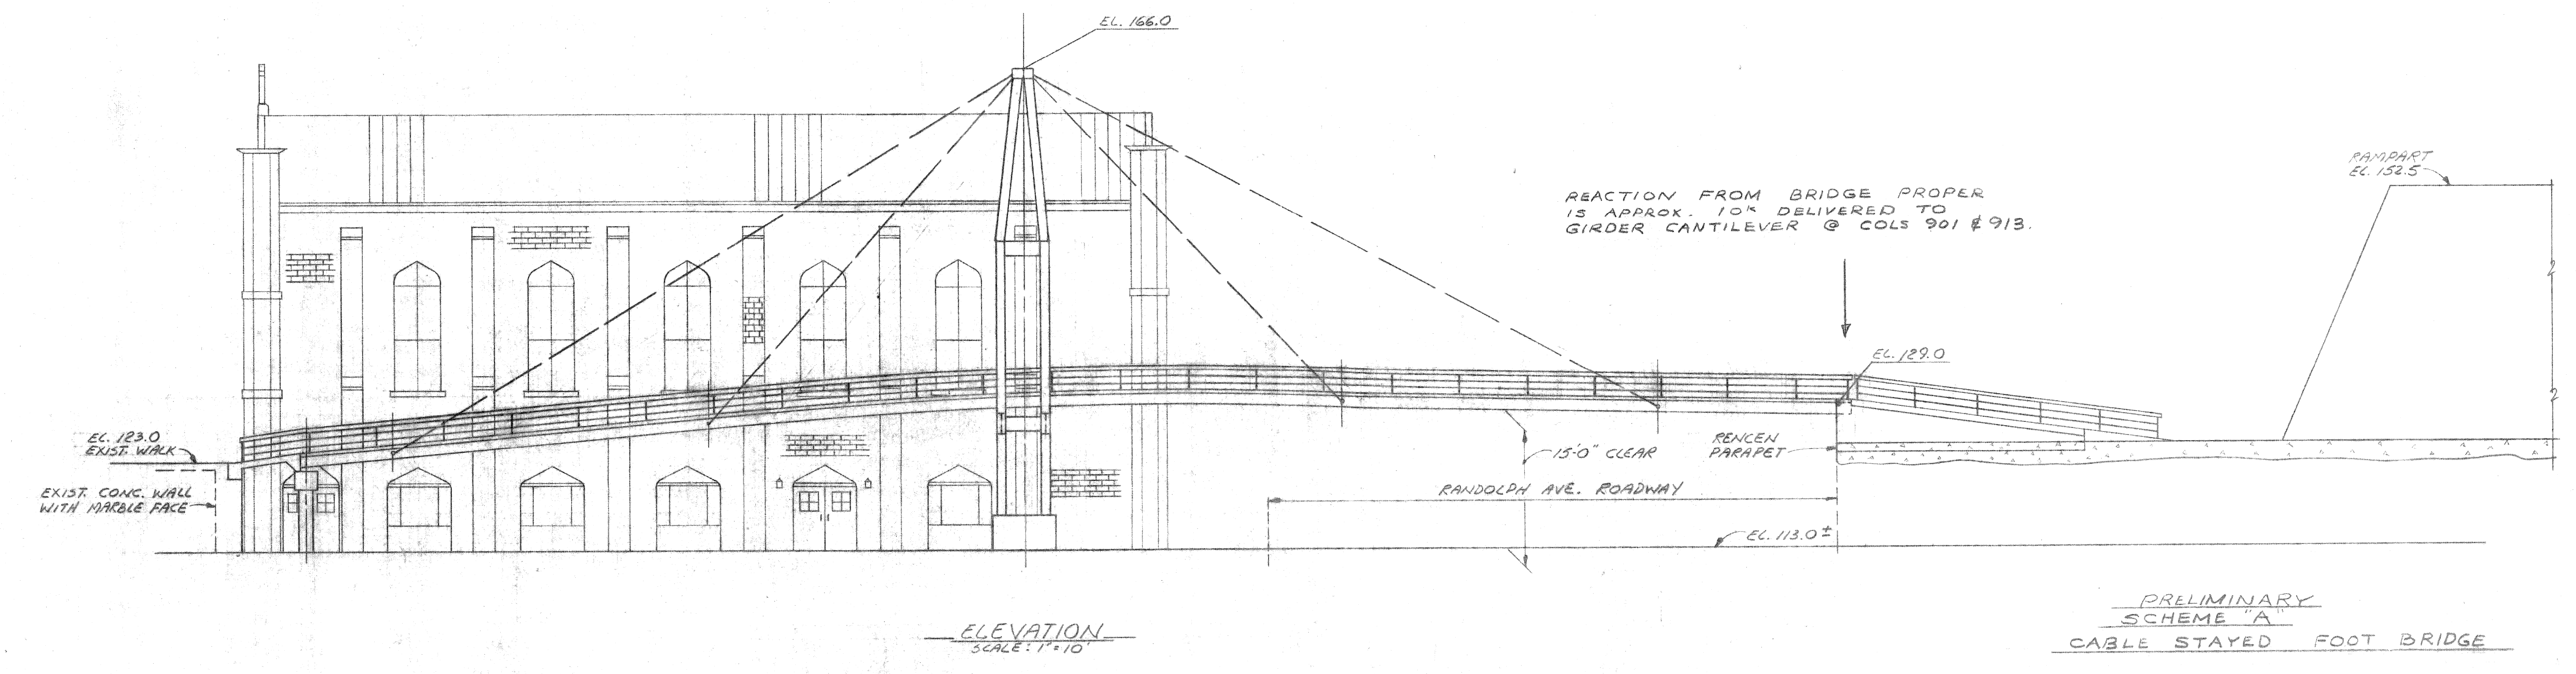 EL. 166.0
RAMPART
EL. 152.5
REACTION FROM BRIDGE PROPER
IS APPROX. 10K DELIVERED TO
GIRDER CANTILEVER @ COLS 901 & 913.
EL. 129.0
EL. 123.0
EXIST. WALK
15'-0" CLEAR
RENCEN
PARAPET
EXIST. CONC. WALL
WITH MARBLE FACE
RANDOLPH AVE. ROADWAY
EL. 113.0±
ELEVATION
SCALE: 1"=10'
PRELIMINARY
SCHEME "A"
CABLE STAYED FOOT BRIDGE